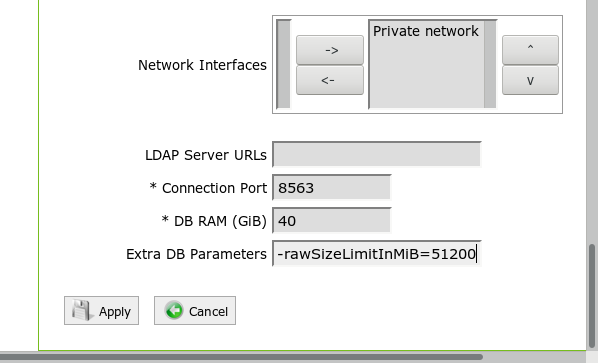 Network Interfaces
->
<-
Private network
^
v
LDAP Server URLs
* Connection Port 8563
* DB RAM (GiB) 40
Extra DB Parameters -rawSizeLimitInMiB=51200
Apply Cancel